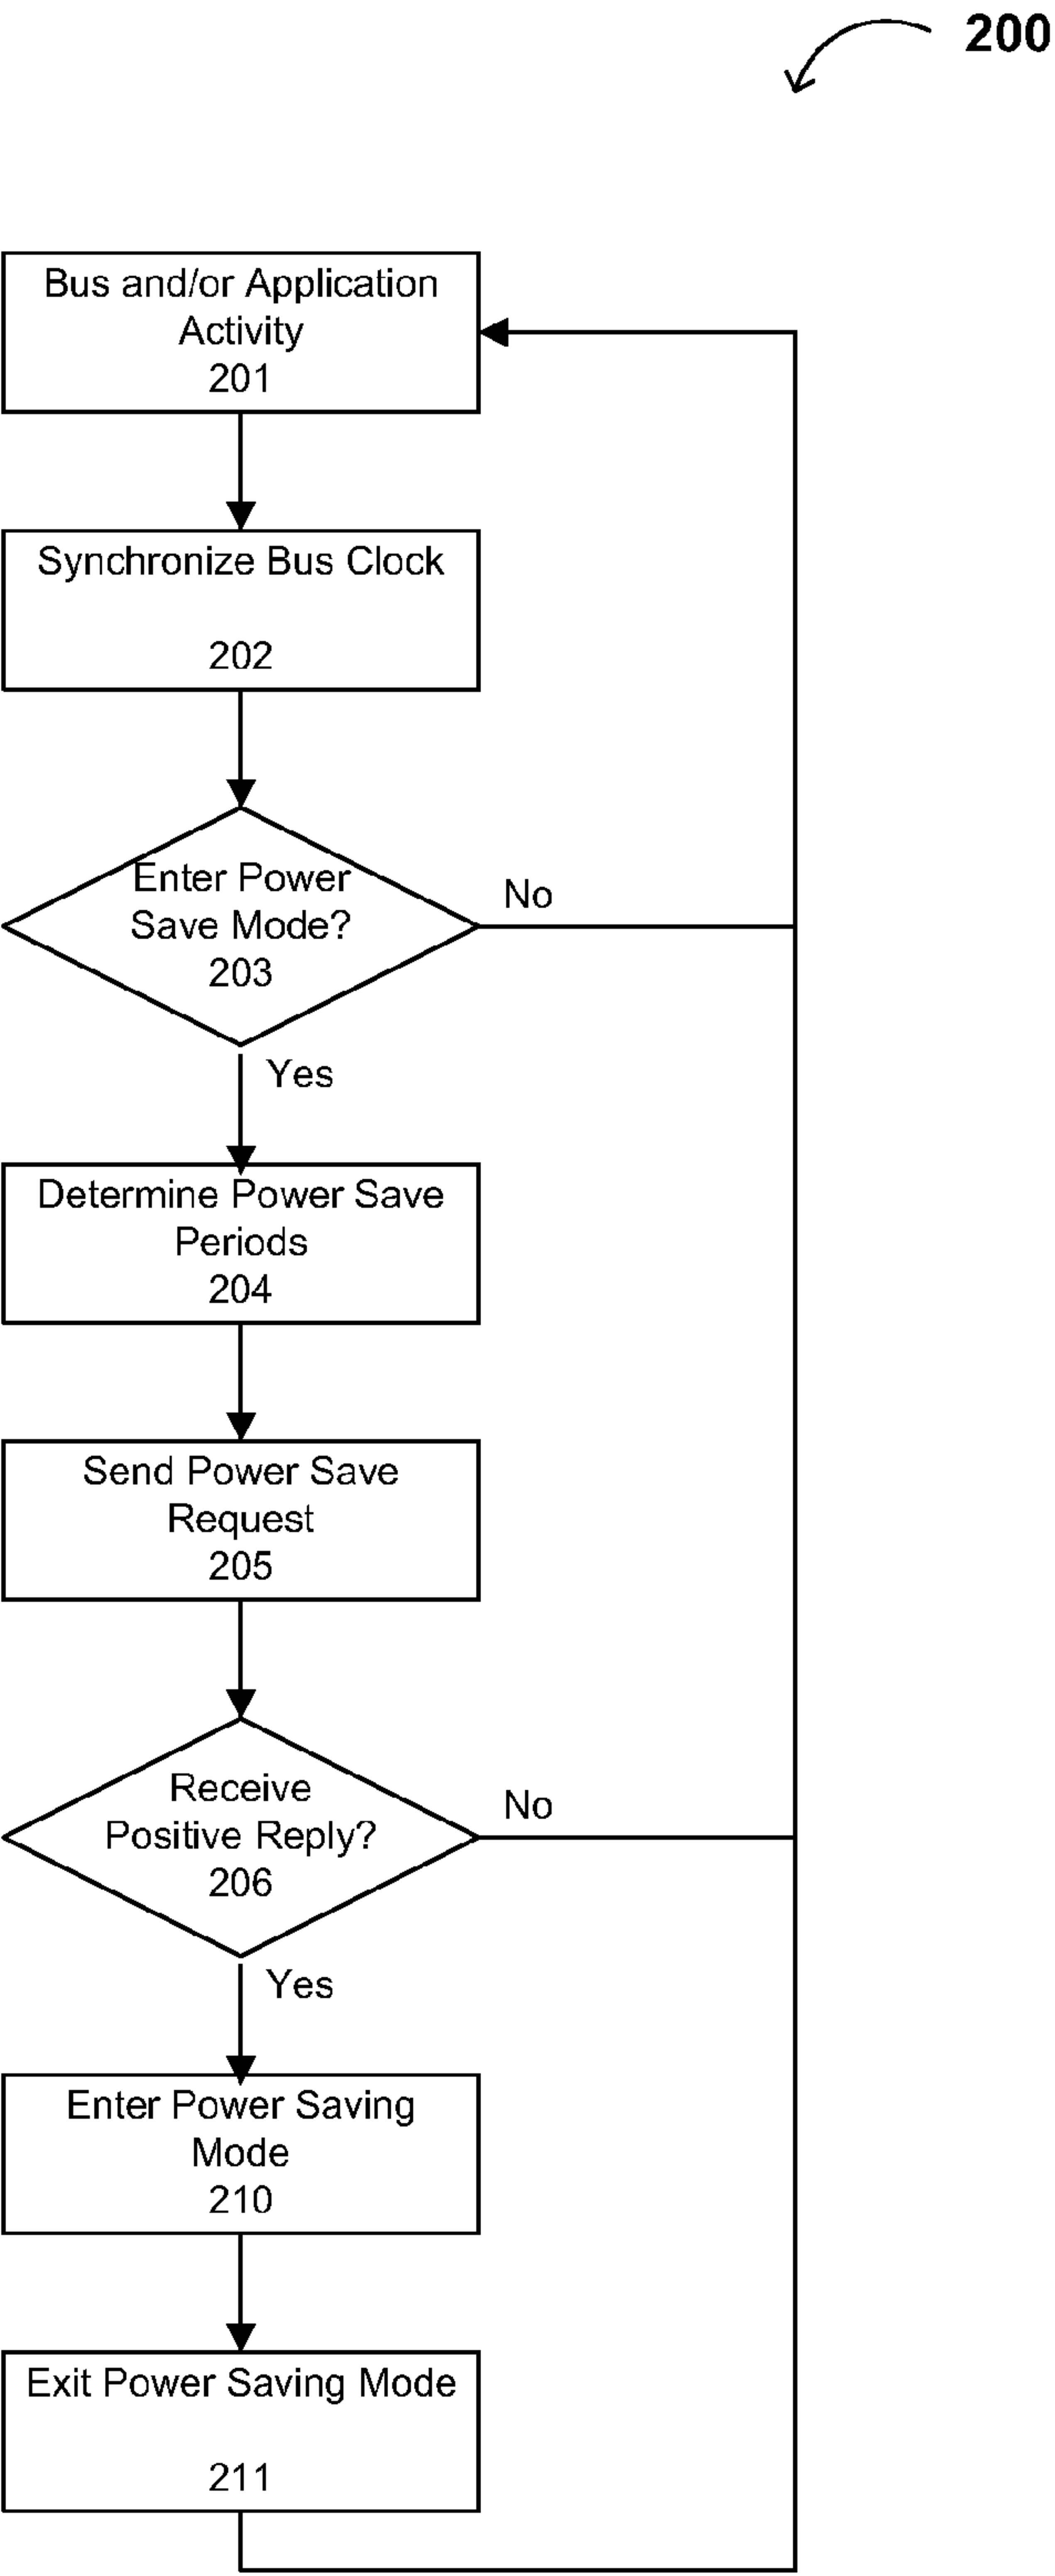 200
Bus and/or Application
Activity
201
Synchronize Bus Clock
202
Enter Power
Save Mode?
203
No
Yes
Determine Power Save
Periods
204
Send Power Save
Request
205
Receive
Positive Reply?
206
No
Yes
Enter Power Saving
Mode
210
Exit Power Saving Mode
211